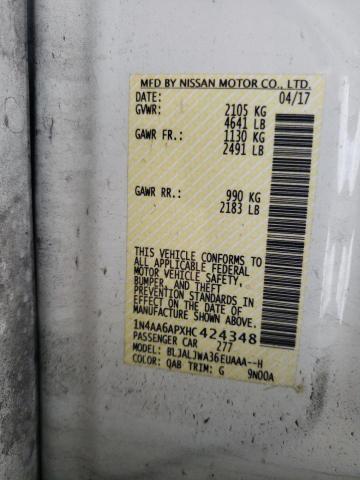 MFD BY NISSAN MOTOR CO., LTD.
DATE: 04/17
GVWR: 2105 KG
4641 LB
GAWR FR.: 1130 KG
2491 LB
GAWR RR.: 990 KG
2183 LB
THIS VEHICLE CONFORMS TO
ALL APPLICABLE FEDERAL
MOTOR VEHICLE SAFETY,
BUMPER, AND THEFT
PREVENTION STANDARDS IN
EFFECT ON THE DATE OF
MANUFACTURE SHOWN ABOVE.
1N4AA6APXHC424348
PASSENGER CAR 277
MODEL: BLJALJWA36EUAAA--H
COLOR: QAB TRIM: G 9N00A